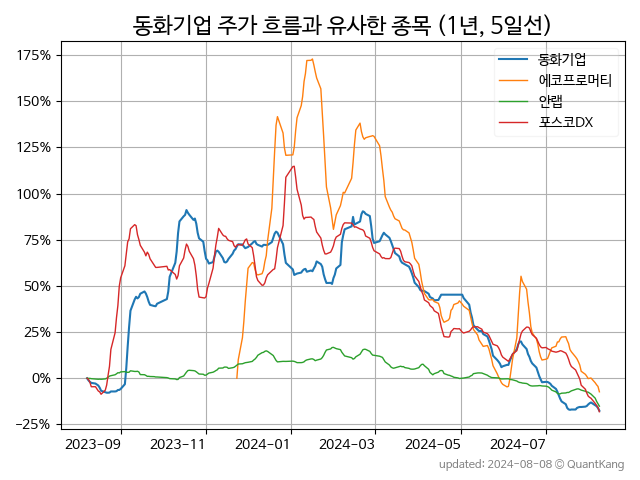 동화기업 주가 흐름과 유사한 종목 (1년, 5일선)
동화기업
에코프로머티
안랩
포스코DX
175%
150%
125%
100%
75%
50%
25%
0%
−25%
2023-09
2023-11
2024-01
2024-03
2024-05
2024-07
updated: 2024-08-08 © QuantKang